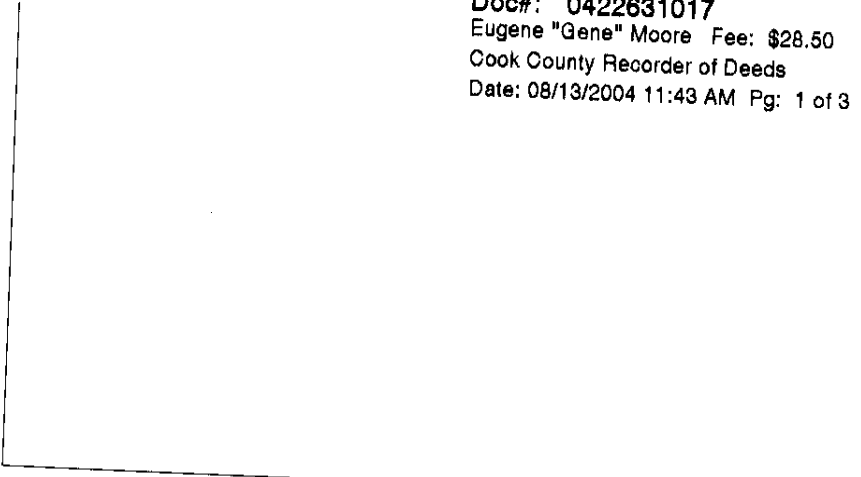 Doc#: 0422631017
Eugene "Gene" Moore Fee: $28.50
Cook County Recorder of Deeds
Date: 08/13/2004 11:43 AM Pg: 1 of 3